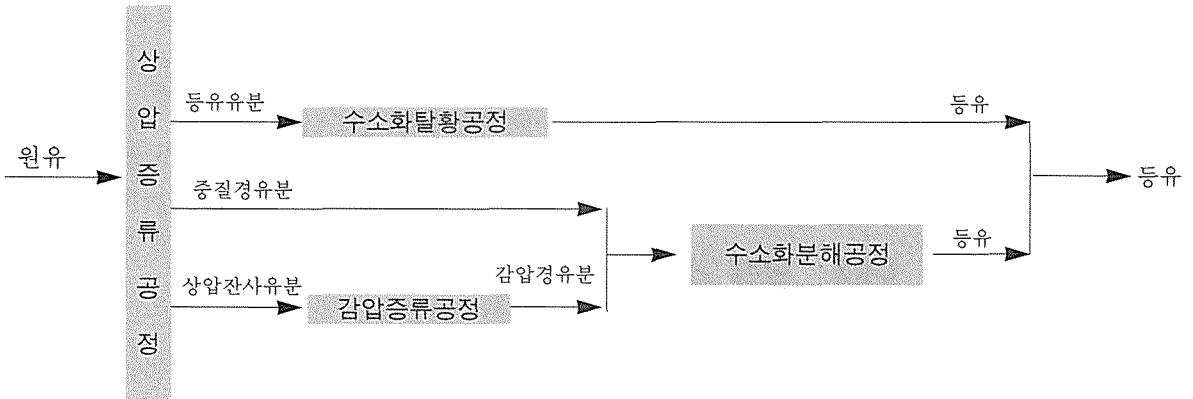 원유
상압증류공정
등유유분
수소화탈황공정
등유
중질경유분
상압잔사유분
감압증류공정
감압경유분
수소화분해공정
등유
등유